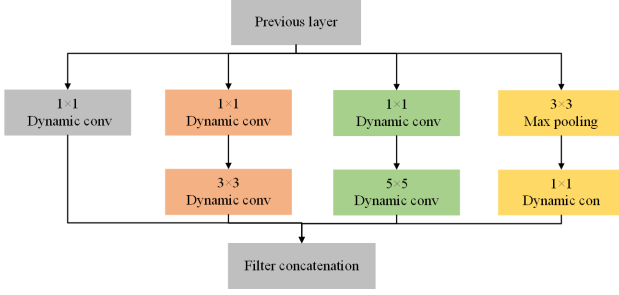 Previous layer
1×1
Dynamic conv
1×1
Dynamic conv
1×1
Dynamic conv
3×3
Max pooling
3×3
Dynamic conv
5×5
Dynamic conv
1×1
Dynamic con
Filter concatenation